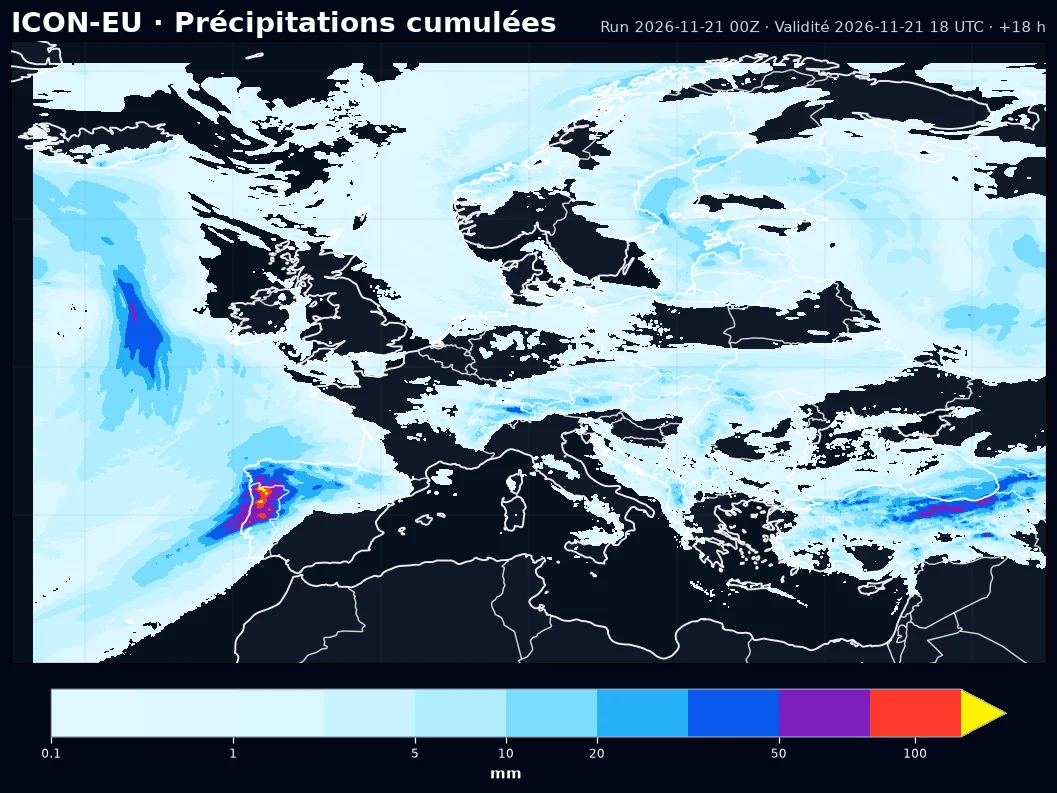 ICON-EU · Précipitations cumulées
Run 2026-11-21 00Z · Validité 2026-11-21 18 UTC · +18 h
0.1 1 5 10 20 50 100
mm